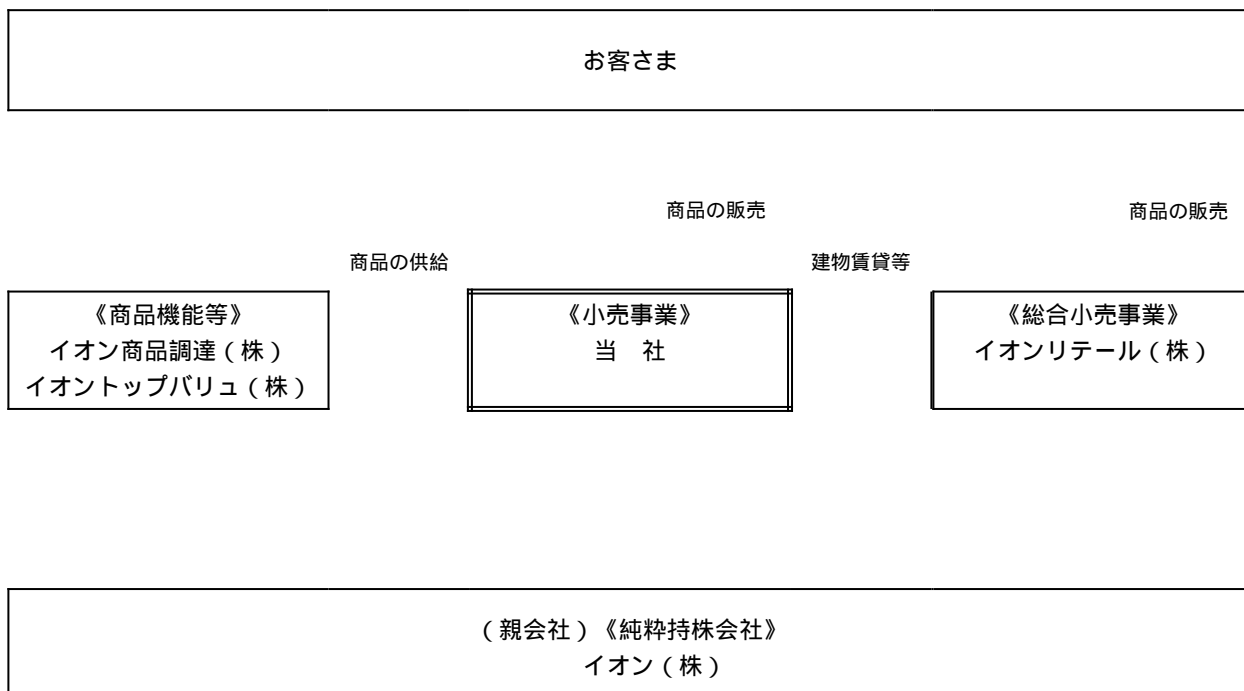 お客さま
商品の販売
商品の販売
商品の供給
建物賃貸等
《商品機能等》
イオン商品調達(株)
イオントップバリュ(株)
《小売事業》
当 社
《総合小売事業》
イオンリテール(株)
(親会社)《純粋持株会社》
イオン(株)